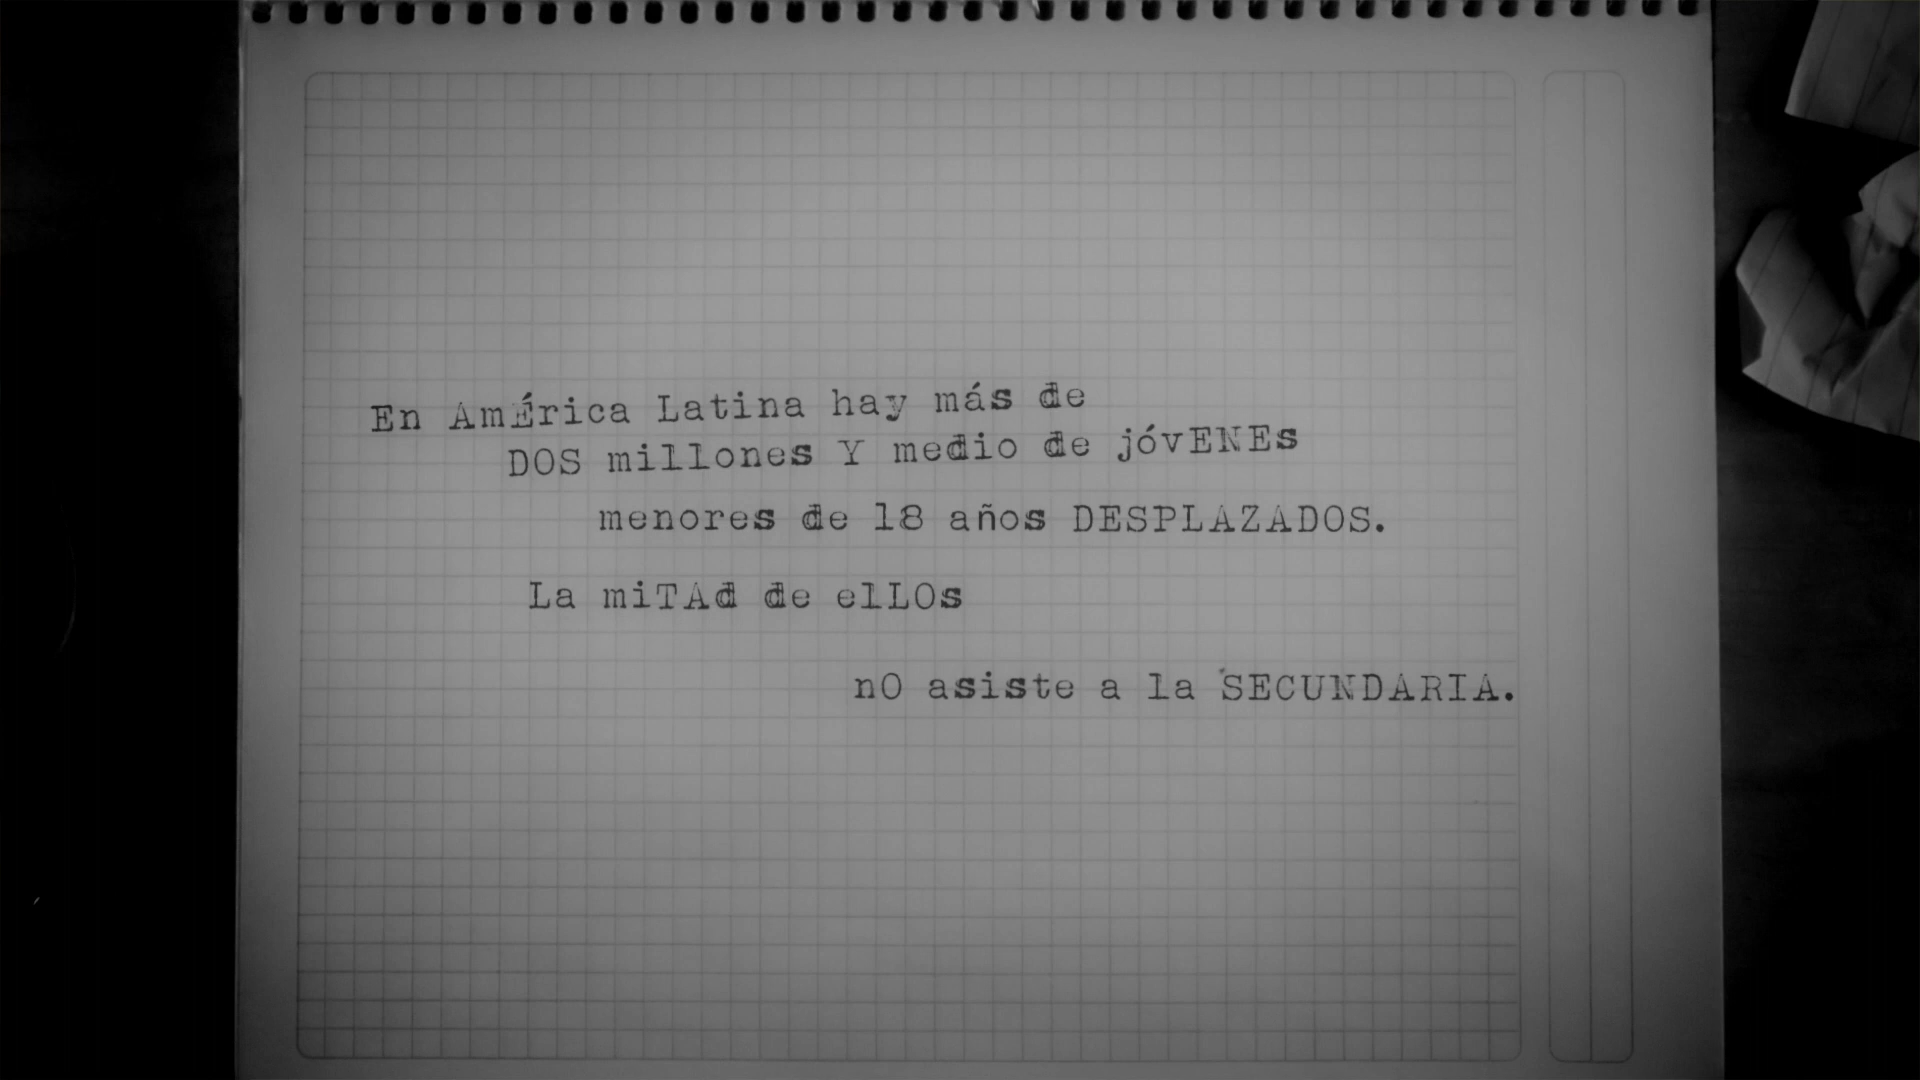 En AmÉrica Latina hay más de
DOS millones Y medio de jóvENEs
menores de 18 años DESPLAZADOS.
La miTAd de elLOs
nO asiste a la SECUNDARIA.